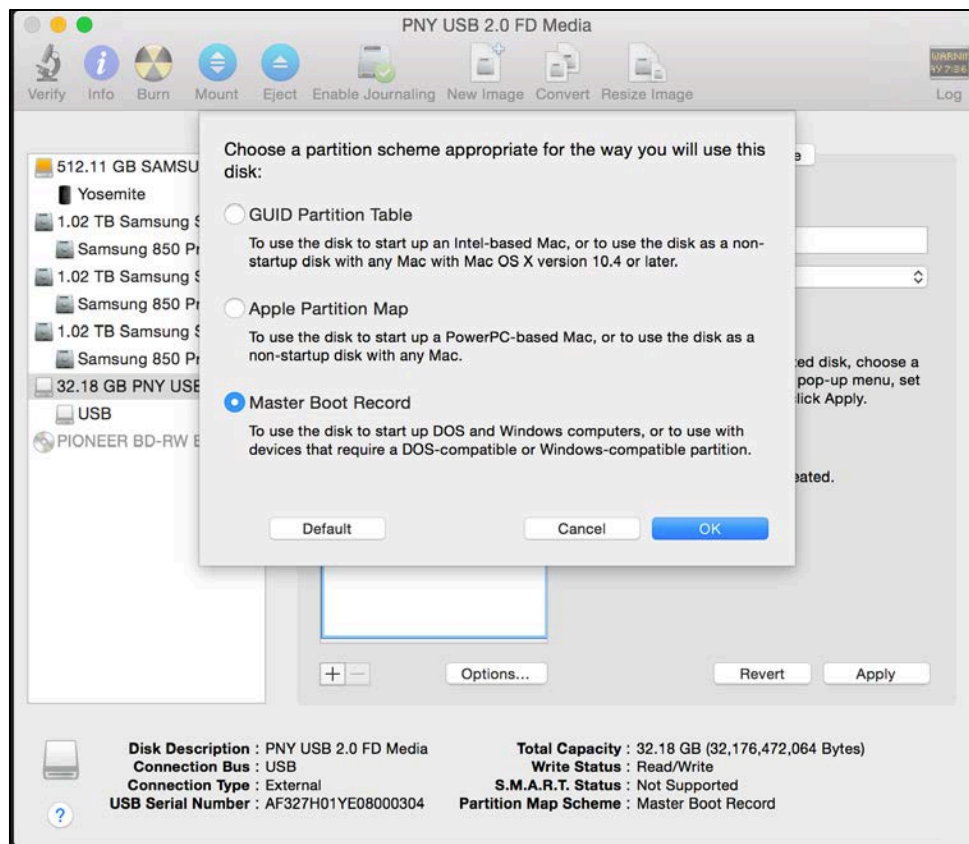 PNY USB 2.0 FD Media
Verify Info Burn Mount Eject Enable Journaling New Image Convert Resize Image Log
Choose a partition scheme appropriate for the way you will use this
disk:
GUID Partition Table
To use the disk to start up an Intel-based Mac, or to use the disk as a non-
startup disk with any Mac with Mac OS X version 10.4 or later.
Apple Partition Map
To use the disk to start up a PowerPC-based Mac, or to use the disk as a
non-startup disk with any Mac.
Master Boot Record
To use the disk to start up DOS and Windows computers, or to use with
devices that require a DOS-compatible or Windows-compatible partition.
Default Cancel OK
512.11 GB SAMSU
Yosemite
1.02 TB Samsung S
Samsung 850 Pr
1.02 TB Samsung S
Samsung 850 Pr
1.02 TB Samsung S
Samsung 850 Pr
32.18 GB PNY USB
USB
PIONEER BD-RW
disk, choose a
pop-up menu, set
click Apply.
+ − Options... Revert Apply
Disk Description : PNY USB 2.0 FD Media
Connection Bus : USB
Connection Type : External
USB Serial Number : AF327H01YE08000304
Total Capacity : 32.18 GB (32,176,472,064 Bytes)
Write Status : Read/Write
S.M.A.R.T. Status : Not Supported
Partition Map Scheme : Master Boot Record
?